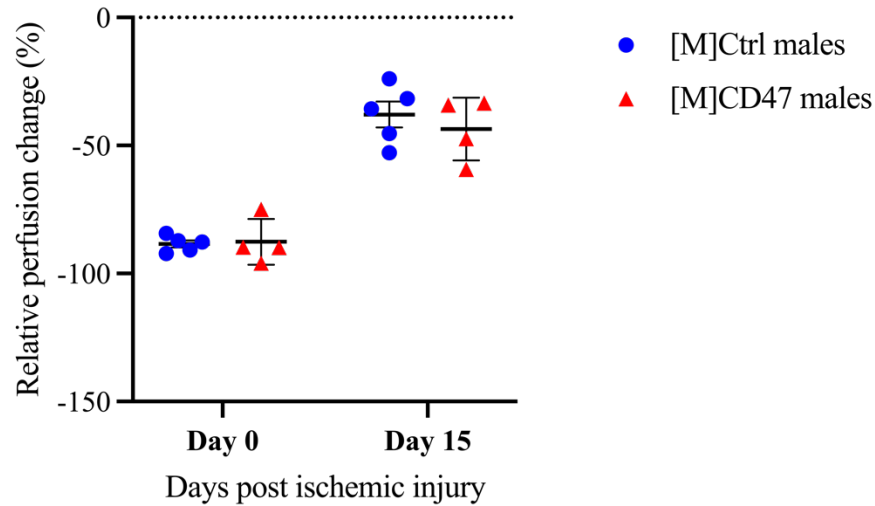 Relative perfusion change (%)
0
-50
-100
-150
Day 0
Day 15
Days post ischemic injury
[M]Ctrl males
[M]CD47 males